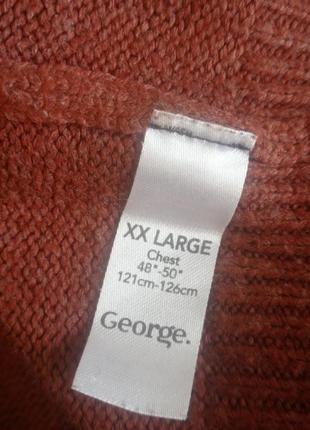 XX LARGE
Chest
48"-50"
121cm-126cm
George.